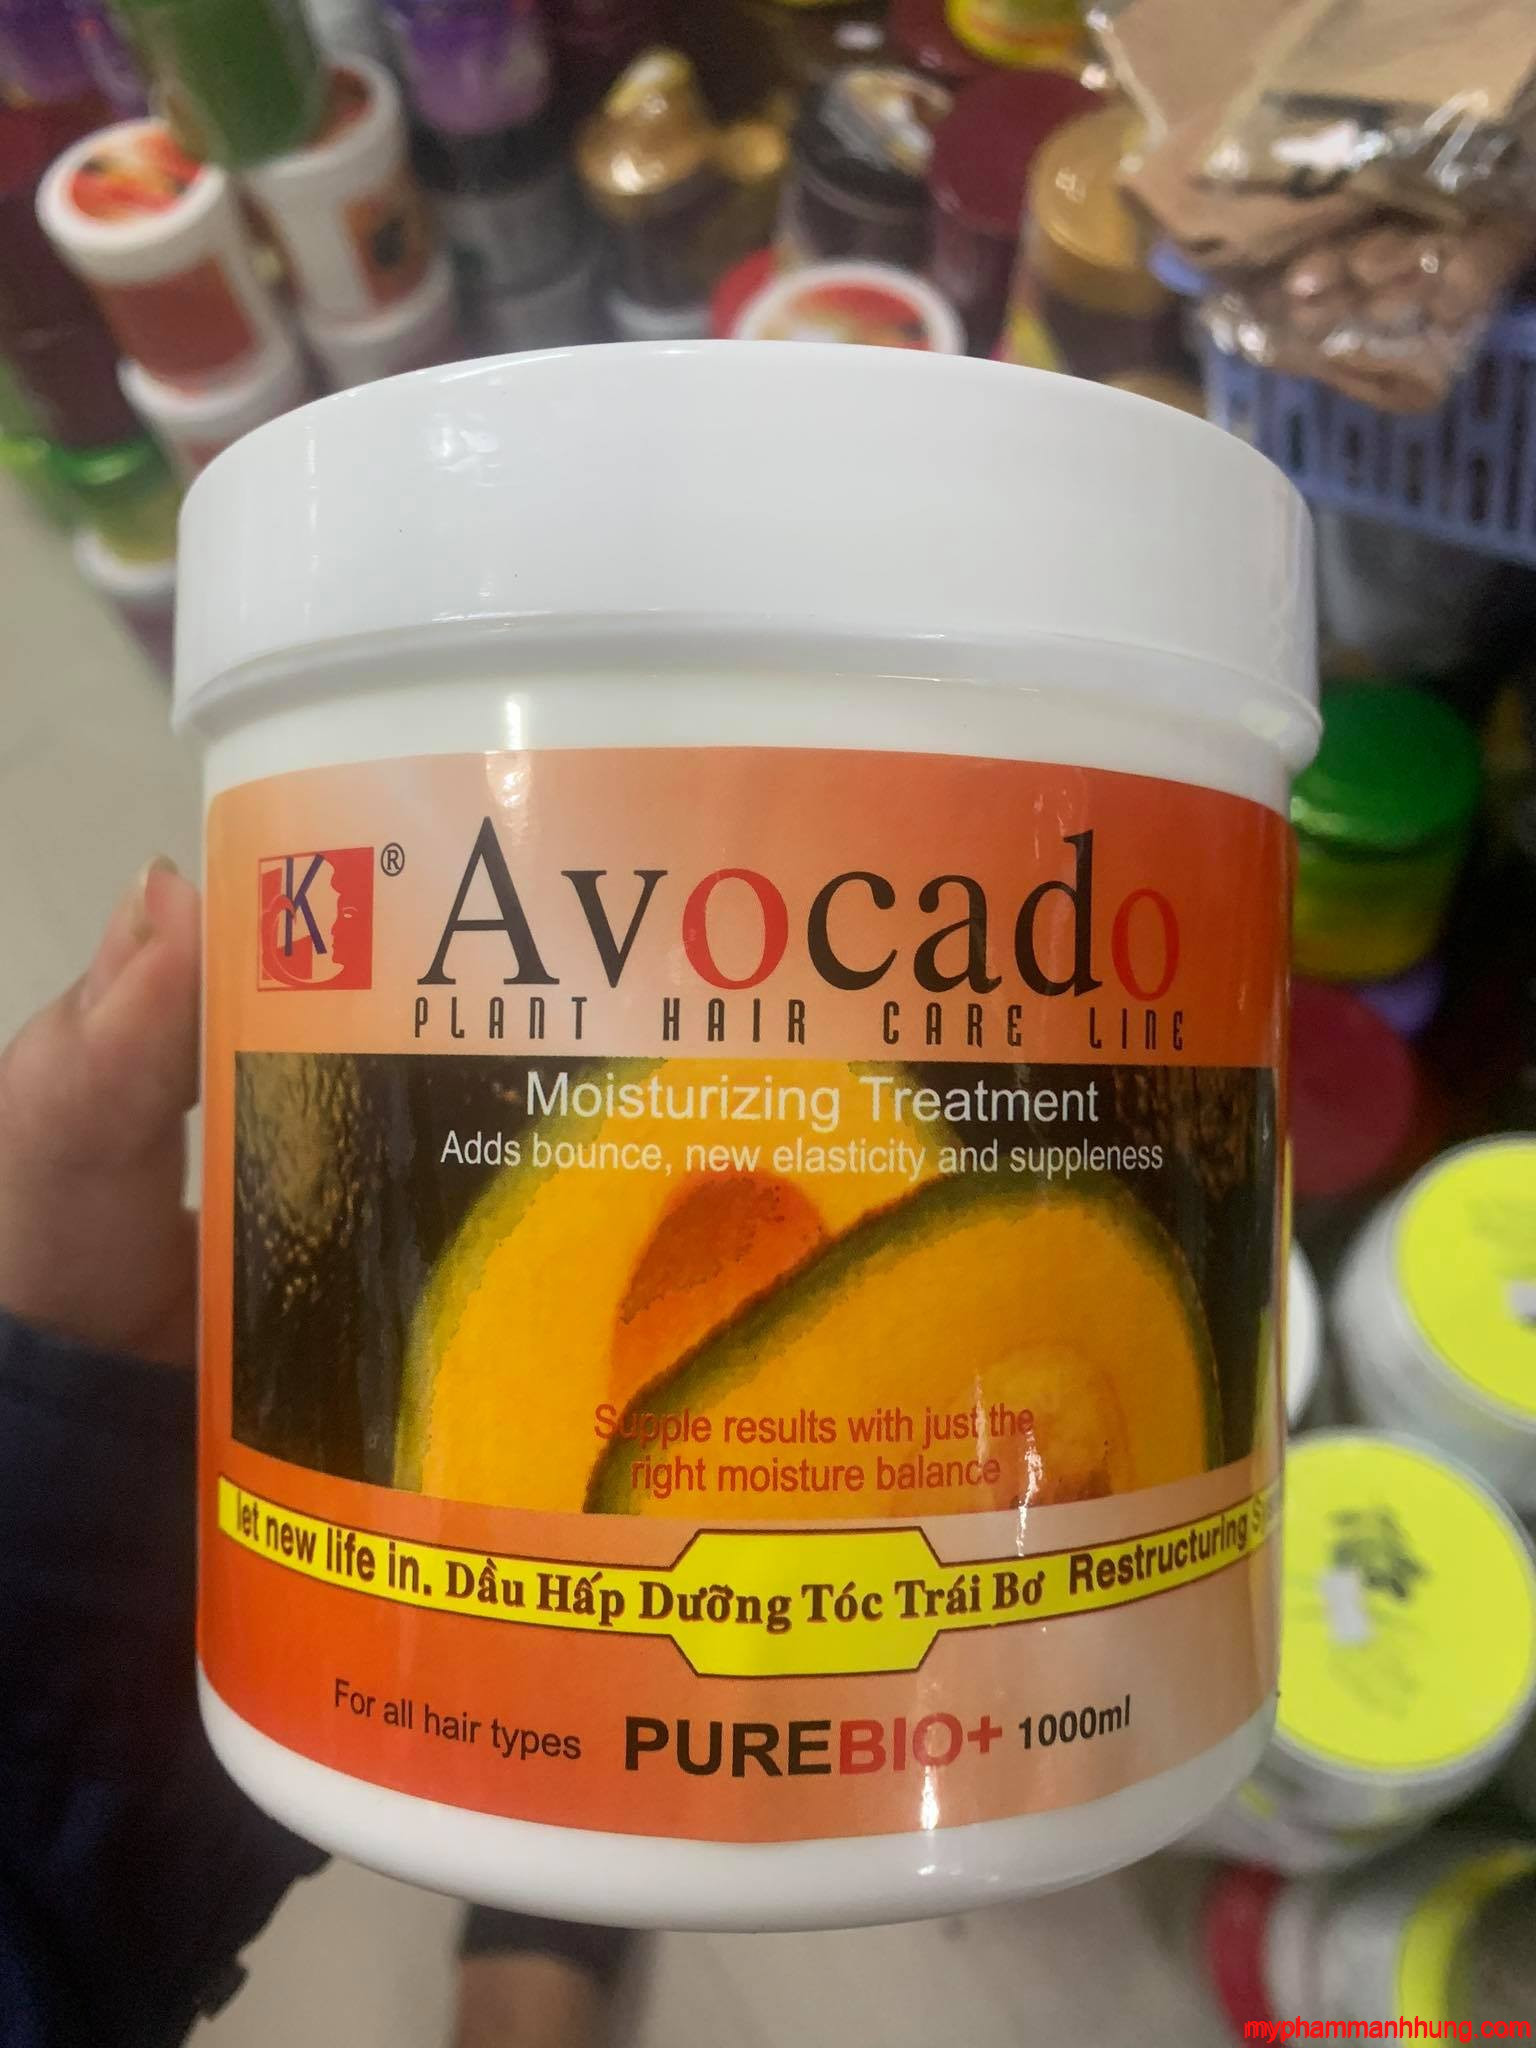 K ®
Avocado
PLANT HAIR CARE LINE
Moisturizing Treatment
Adds bounce, new elasticity and suppleness
Supple results with just the
right moisture balance
let new life in. Dầu Hấp Dưỡng Tóc Trái Bơ Restructuring
For all hair types PUREBIO+ 1000ml
myphammanhhung.com